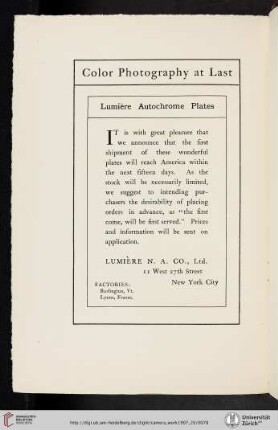 Color Photography at Last
Lumière Autochrome Plates
IT is with great pleasure that
we announce that the first
shipment of these wonderful
plates will reach America within
the next fifteen days. As the
stock will be necessarily limited,
we suggest to intending pur-
chasers the desirability of placing
orders in advance, as "the first
come, will be first served." Prices
and information will be sent on
application.
LUMIÈRE N. A. CO., Ltd.
11 West 27th Street
New York City
FACTORIES:
Burlington, Vt.
Lyons, France.
http://digi.ub.uni-heidelberg.de/diglit/camera_work1907_20/0079
UNIVERSITÄTS-
BIBLIOTHEK
HEIDELBERG
Universität
Zürich